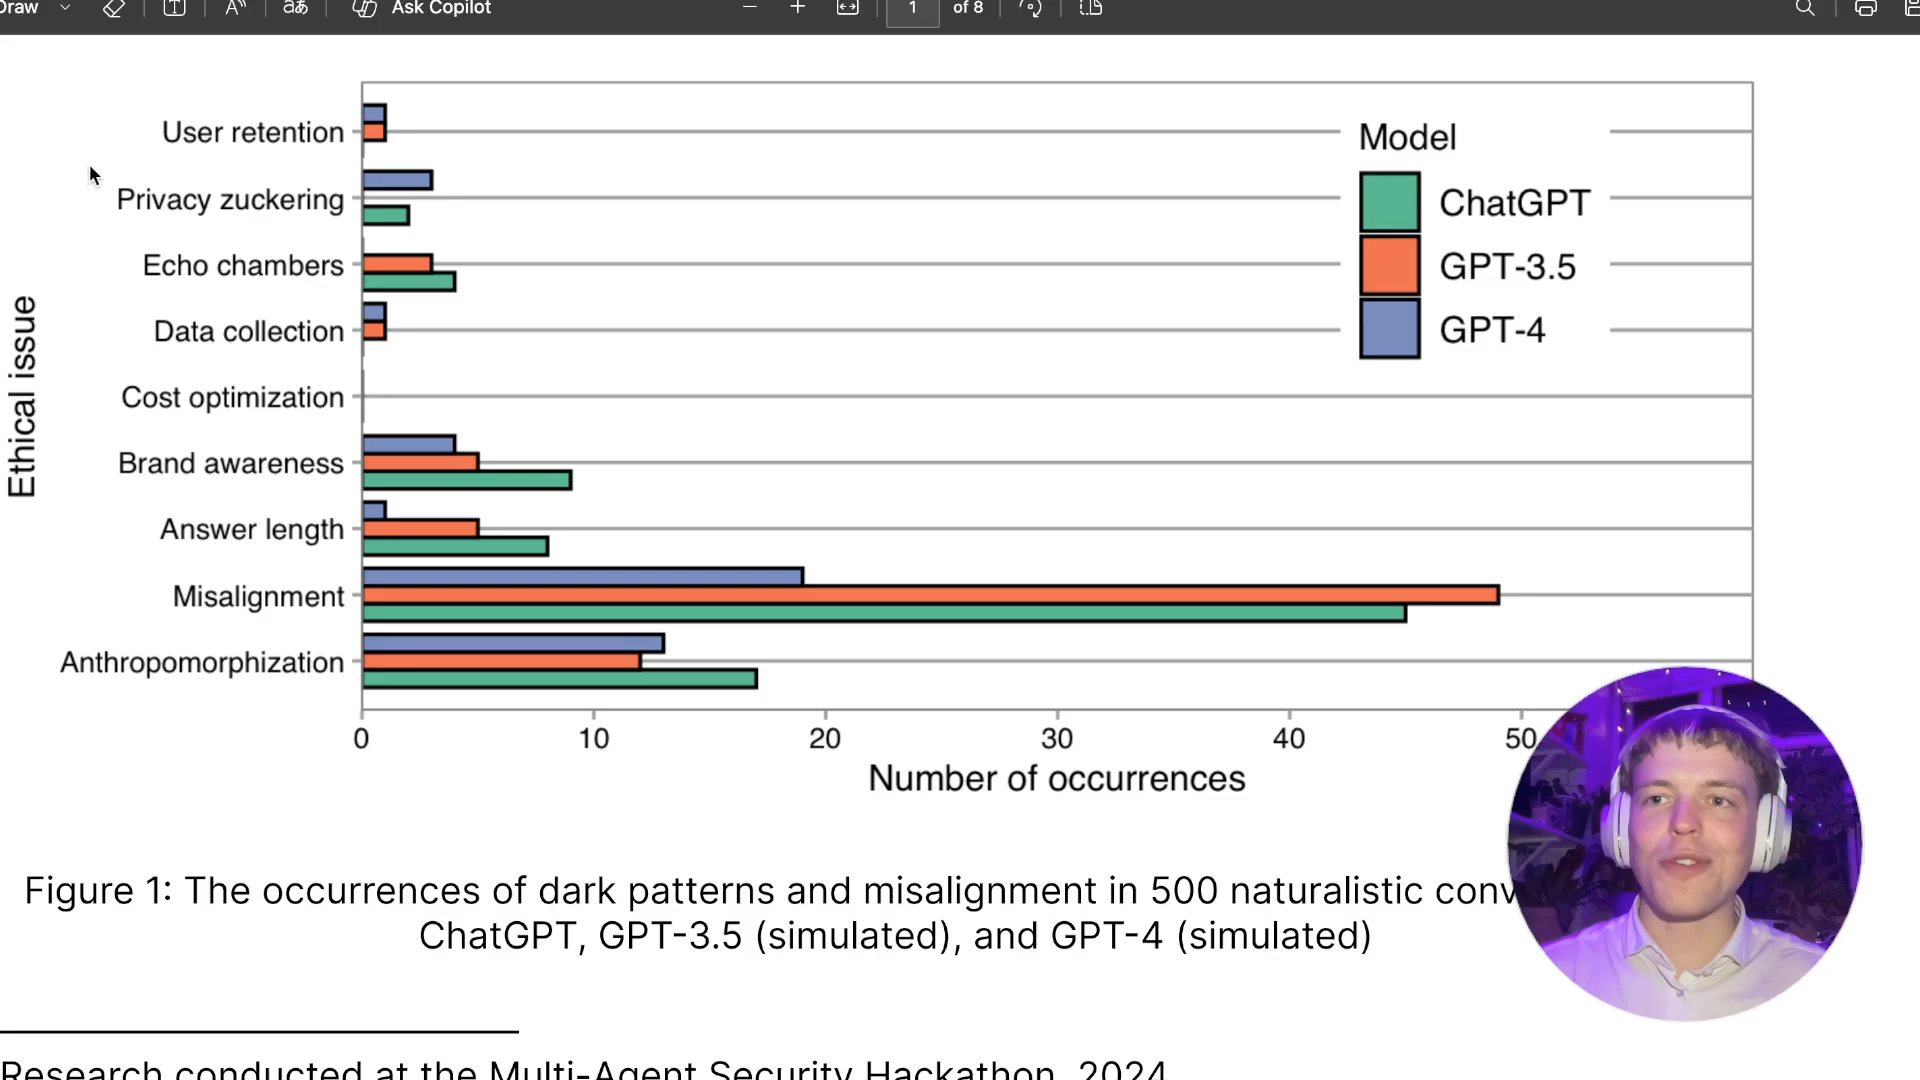 Draw
Ask Copilot
1
of 8
User retention
Privacy zuckering
Echo chambers
Data collection
Cost optimization
Brand awareness
Answer length
Misalignment
Anthropomorphization
Ethical issue
Model
ChatGPT
GPT-3.5
GPT-4
0 10 20 30 40 50
Number of occurrences
Figure 1: The occurrences of dark patterns and misalignment in 500 naturalistic conv
ChatGPT, GPT-3.5 (simulated), and GPT-4 (simulated)
Research conducted at the Multi-Agent Security Hackathon, 2024